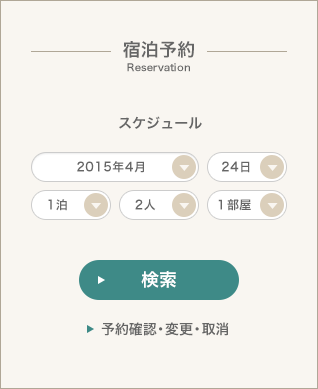 宿泊予約
Reservation
スケジュール
2015年4月 24日
1泊 2人 1部屋
検索
予約確認・変更・取消